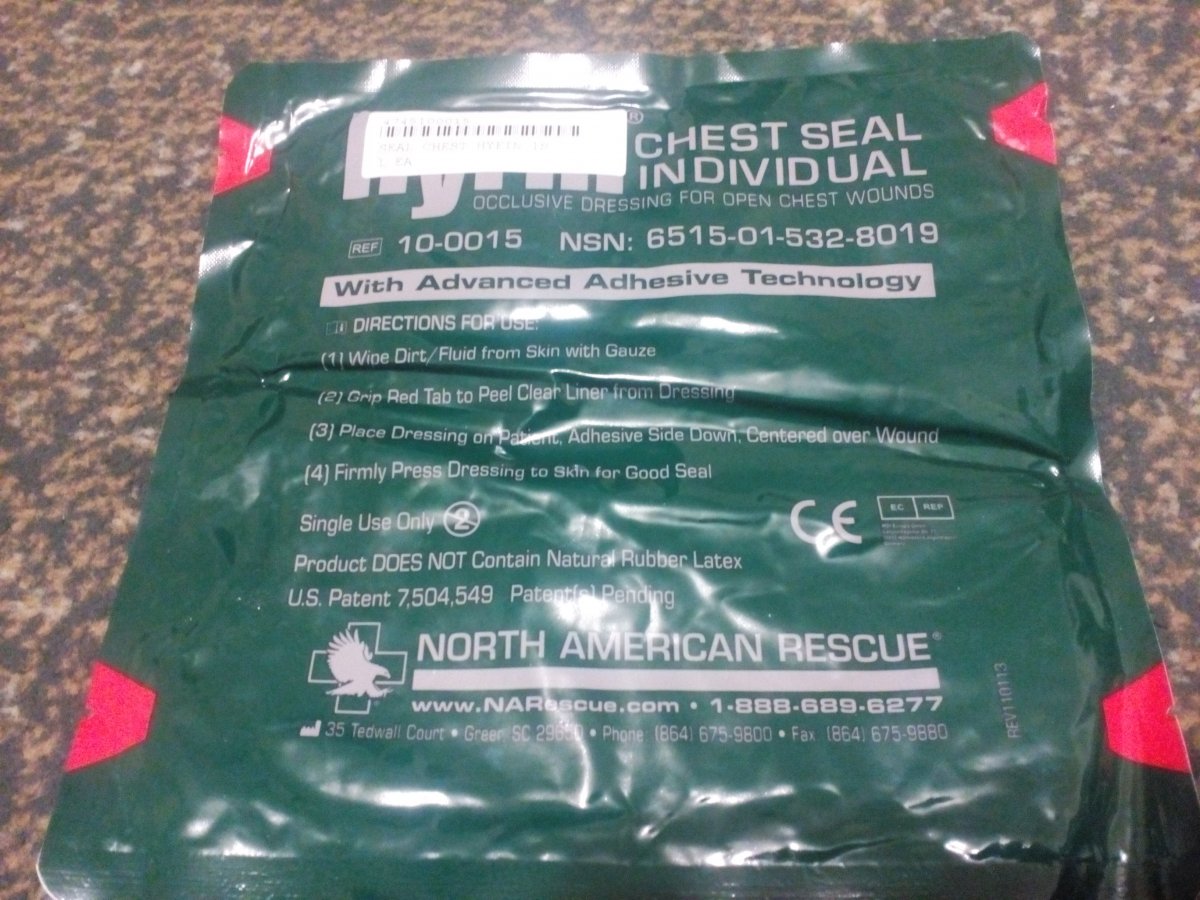 SEAL CHEST HYFIN
1 EA
®
CHEST SEAL
INDIVIDUAL
OCCLUSIVE DRESSING FOR OPEN CHEST WOUNDS
REF 10-0015 NSN: 6515-01-532-8019
With Advanced Adhesive Technology
DIRECTIONS FOR USE:
(1) Wipe Dirt/Fluid from Skin with Gauze
(2) Grip Red Tab to Peel Clear Liner from Dressing
(3) Place Dressing on Patient, Adhesive Side Down, Centered over Wound
(4) Firmly Press Dressing to Skin for Good Seal
Single Use Only 2
CE EC REP
Product DOES NOT Contain Natural Rubber Latex
U.S. Patent 7,504,549 Patent(s) Pending
NORTH AMERICAN RESCUE®
www.NARescue.com • 1-888-689-6277
35 Tedwall Court • Greer, SC 29650 • Phone (864) 675-9800 • Fax (864) 675-9880
REV110113